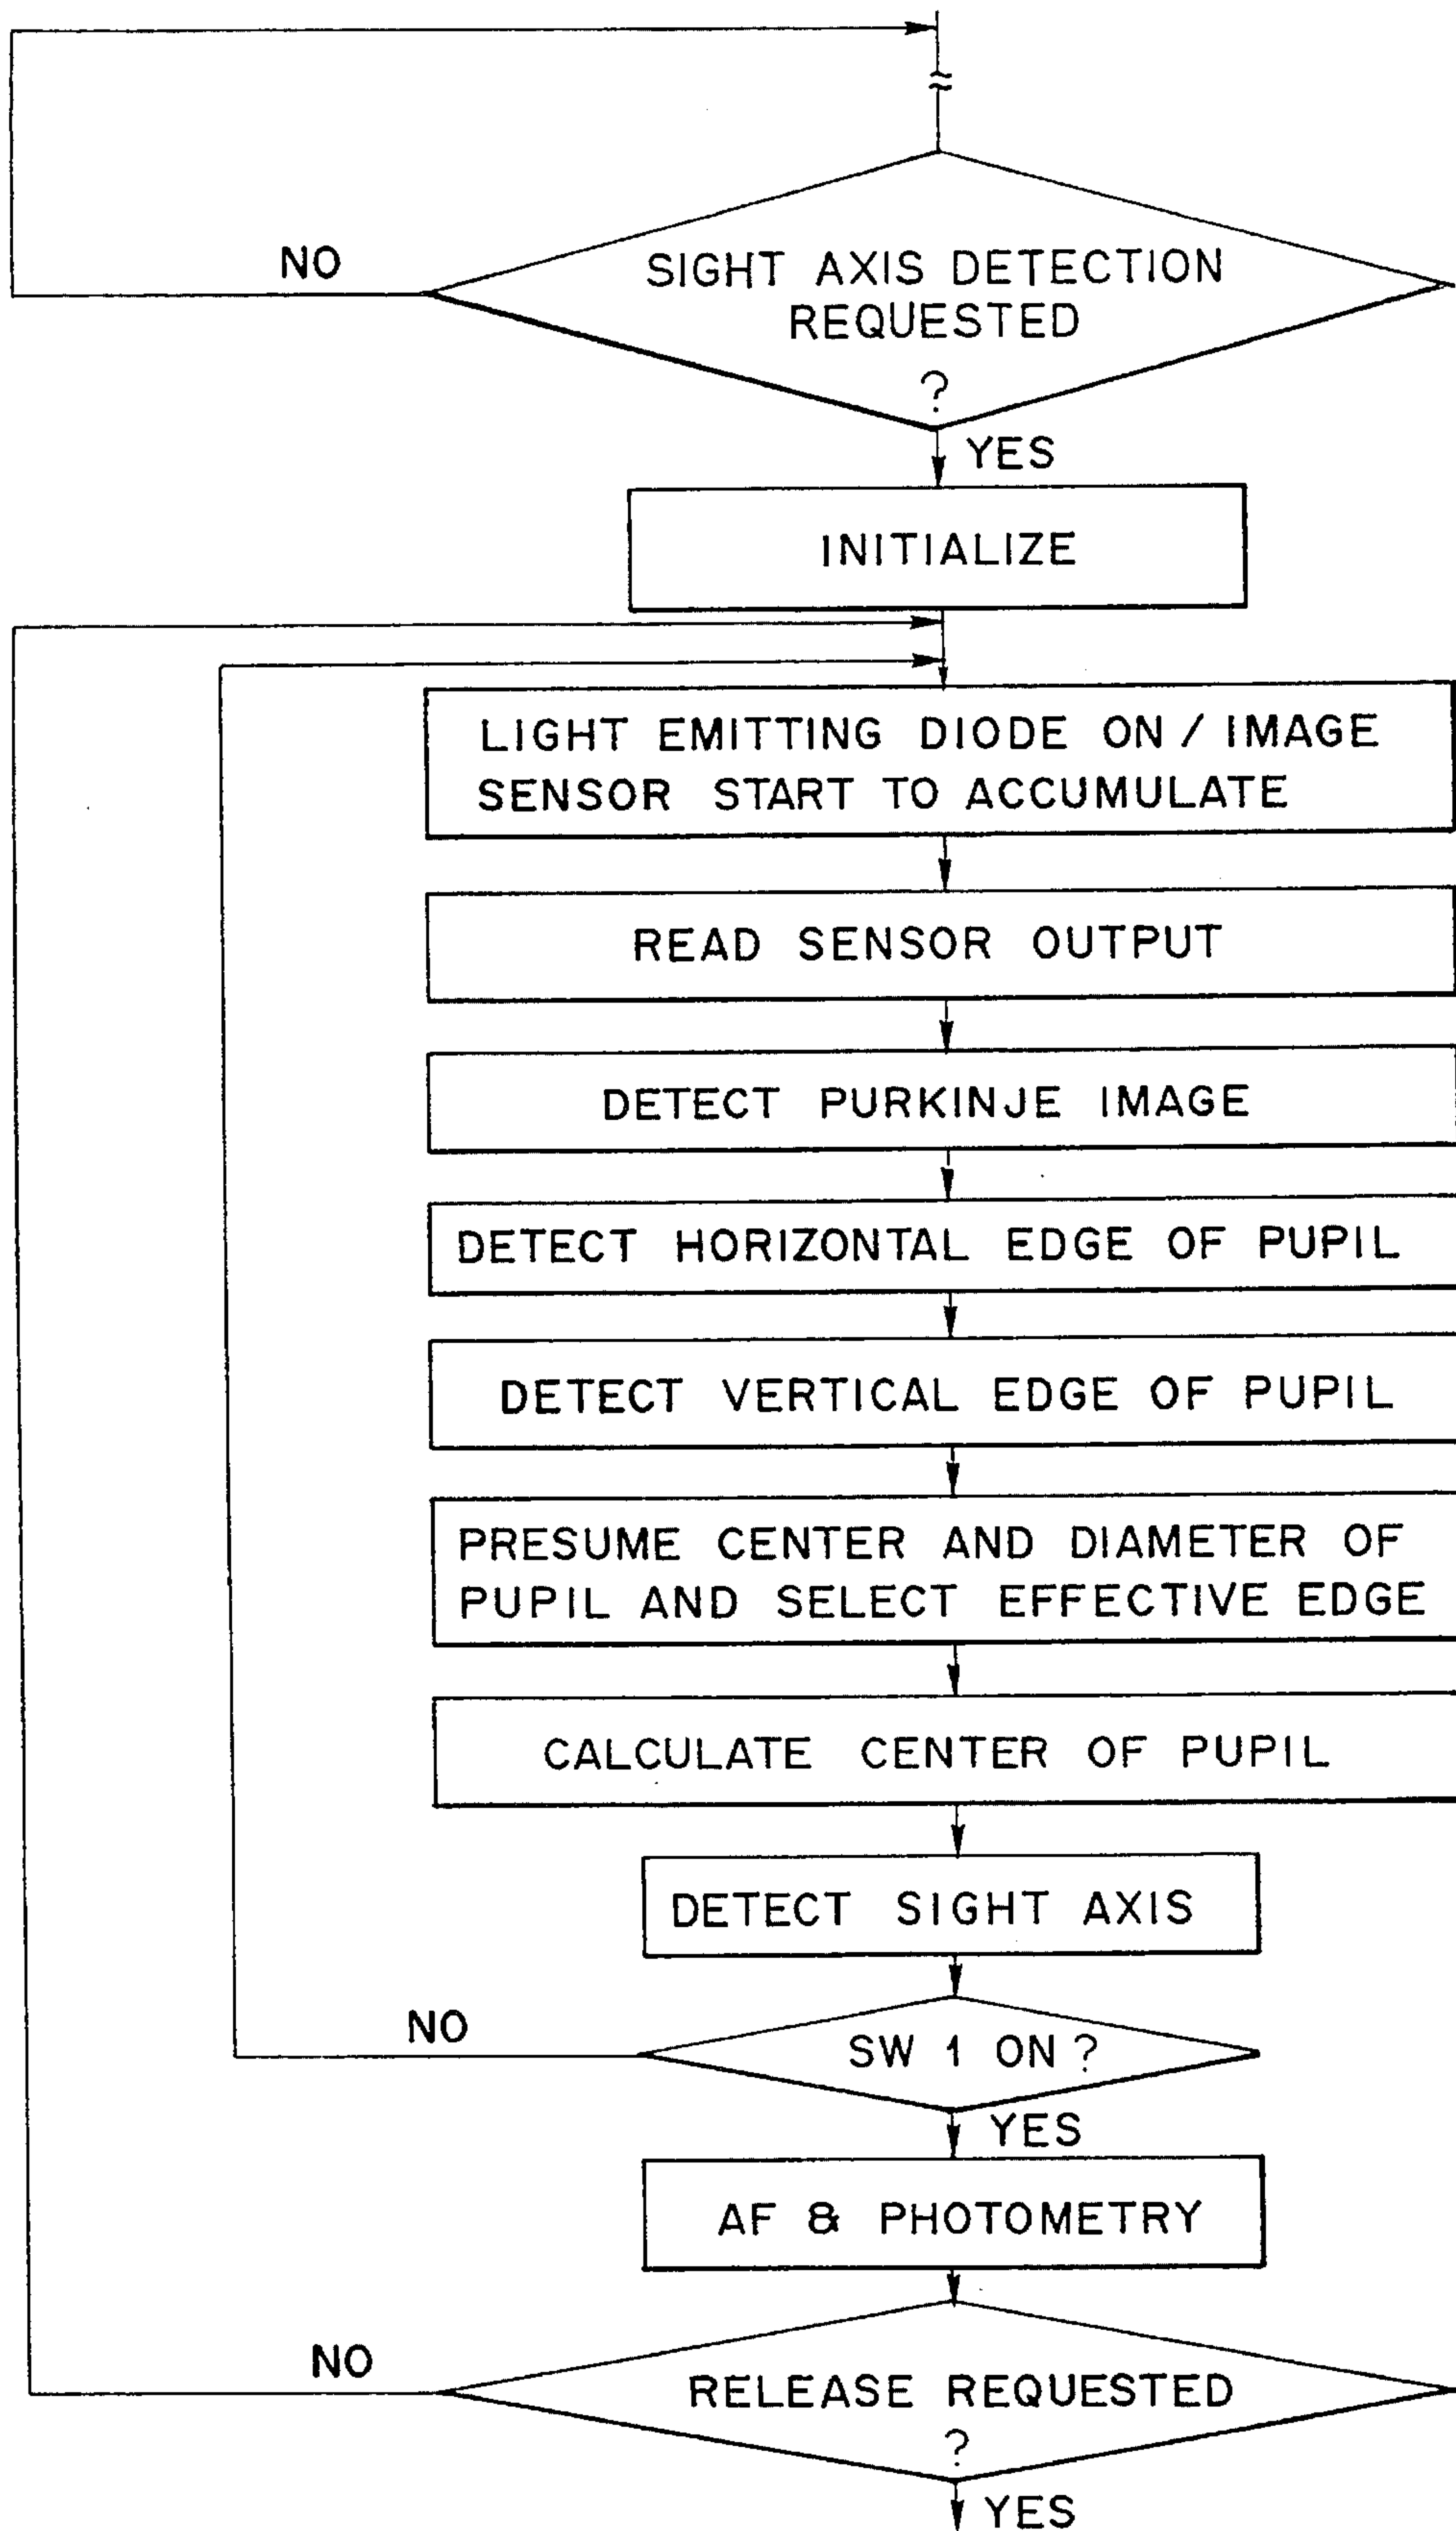 NO
SIGHT AXIS DETECTION
REQUESTED
?
YES
INITIALIZE
LIGHT EMITTING DIODE ON / IMAGE
SENSOR START TO ACCUMULATE
READ SENSOR OUTPUT
DETECT PURKINJE IMAGE
DETECT HORIZONTAL EDGE OF PUPIL
DETECT VERTICAL EDGE OF PUPIL
PRESUME CENTER AND DIAMETER OF
PUPIL AND SELECT EFFECTIVE EDGE
CALCULATE CENTER OF PUPIL
DETECT SIGHT AXIS
NO
SW 1 ON ?
YES
AF & PHOTOMETRY
NO
RELEASE REQUESTED
?
YES